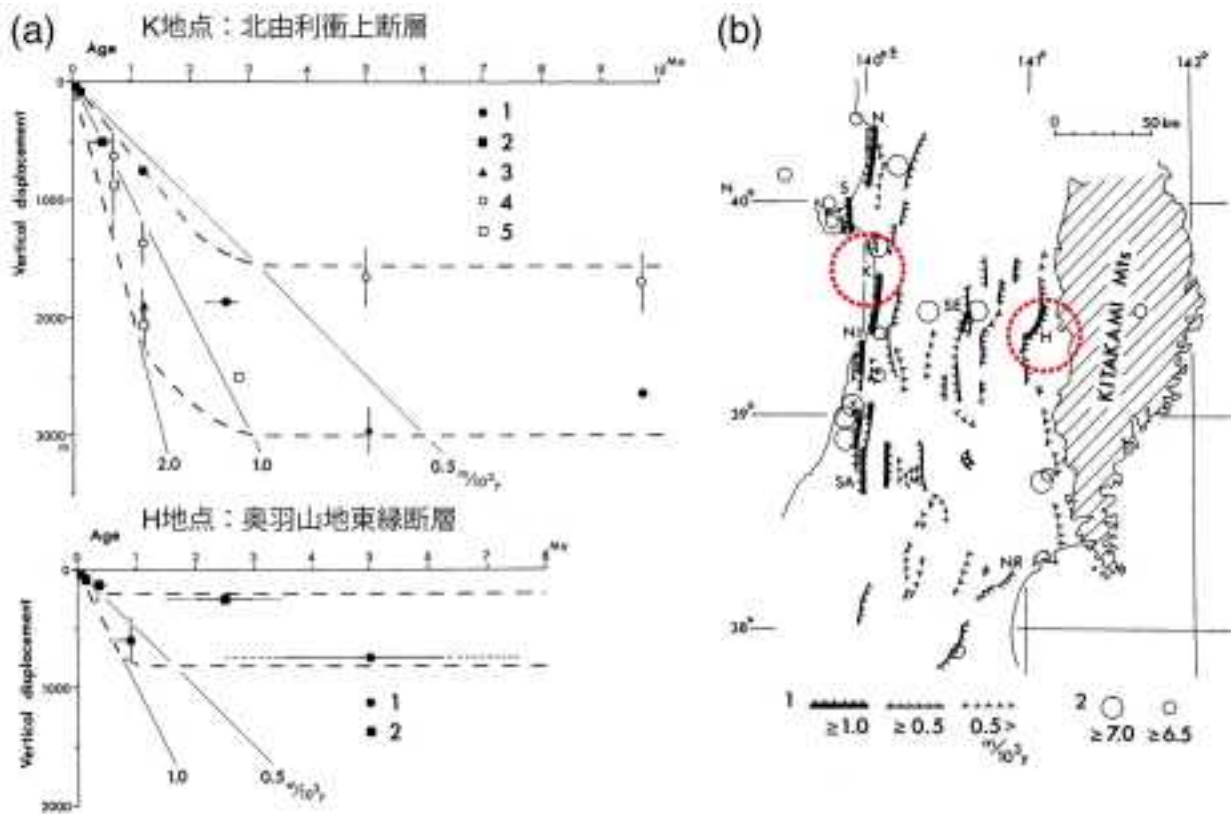 (a)
K地点：北由利衝上断層
Age
0 1 2 3 4 5 6 7 8 9 10 Ma
Vertical displacement
0
1000
2000
3000
m
1
2
3
4
5
2.0
1.0
0.5 m/10³y
H地点：奥羽山地東縁断層
Age
0 1 2 3 4 5 6 8 Ma
Vertical displacement
0
1000
2000
1
2
1.0
0.5 m/10³y
(b)
140° E
141°
142°
0 50 km
N
N
40°
S
K
SE
H
KITAKAMI Mts
39°
SA
NR
38°
1
≥1.0
≥0.5
0.5>
m/10³y
2
≥7.0
≥6.5